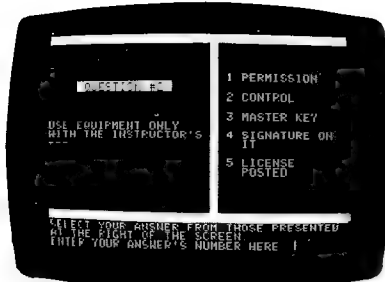 QUESTION
USE EQUIPMENT ONLY
WITH THE INSTRUCTOR'S
---
1 PERMISSION
2 CONTROL
3 MASTER KEY
4 SIGNATURE ON
IT
5 LICENSE
POSTED
SELECT YOUR ANSWER FROM THOSE PRESENTED
AT THE RIGHT OF THE SCREEN.
ENTER YOUR ANSWER'S NUMBER HERE